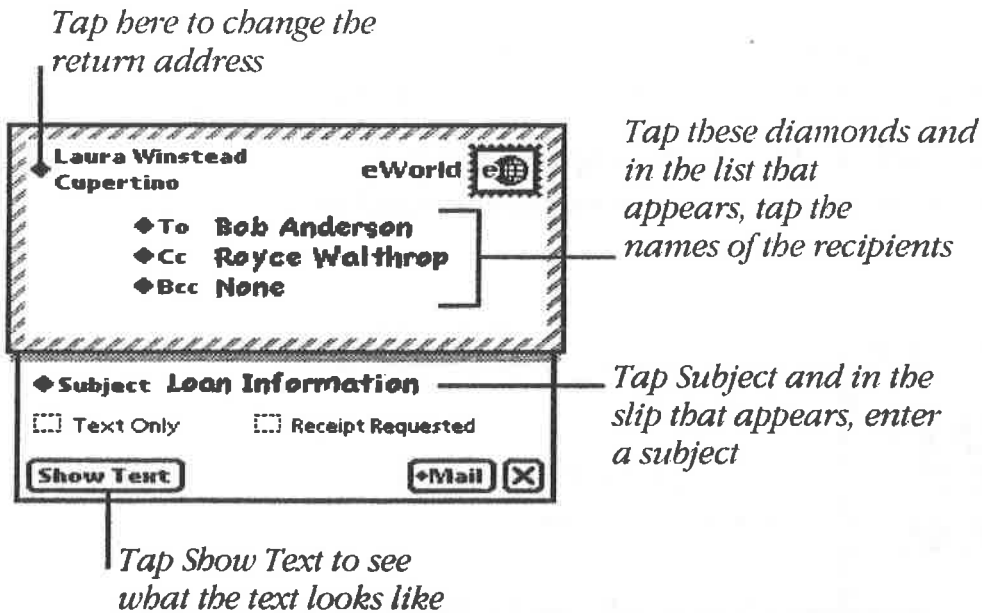 Tap here to change the
return address
Laura Winstead
Cupertino
eWorld
e
◆To Bob Anderson
◆Cc Royce Walthrop
◆Bcc None
Tap these diamonds and
in the list that
appears, tap the
names of the recipients
◆Subject Loan Information
Text Only Receipt Requested
Show Text ◆Mail X
Tap Subject and in the
slip that appears, enter
a subject
Tap Show Text to see
what the text looks like